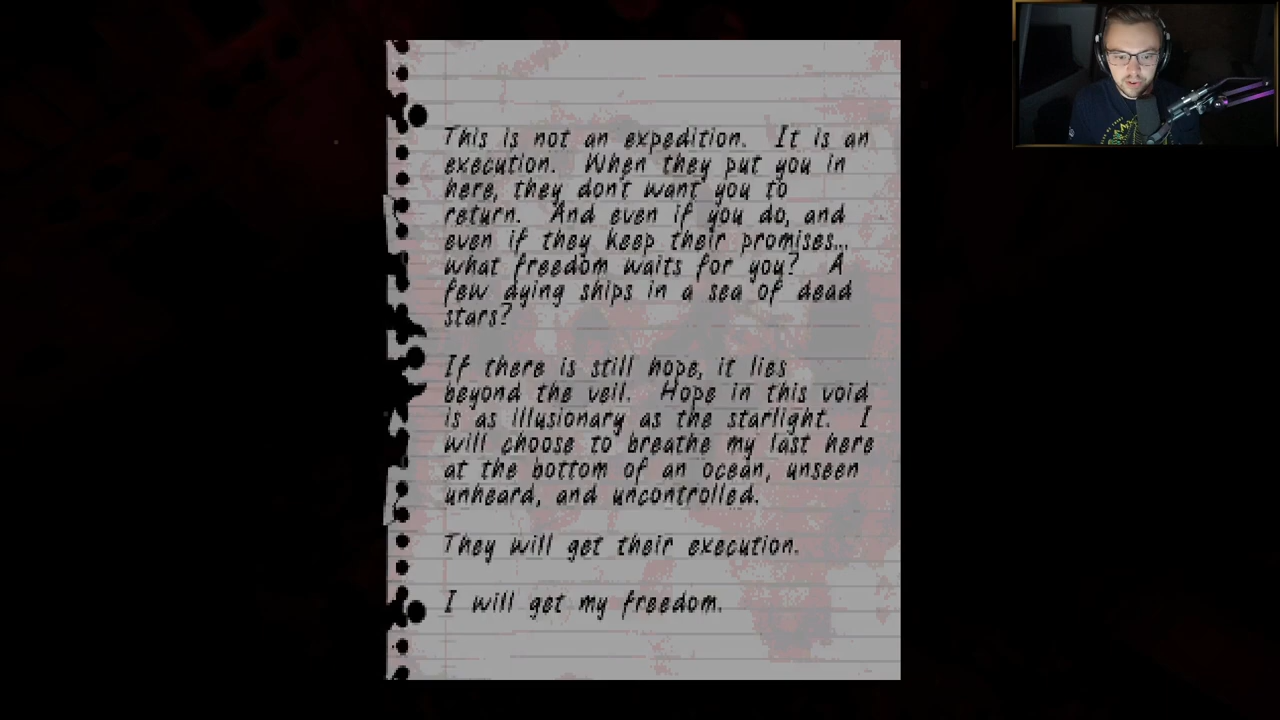 This is not an expedition. It is an
execution. When they put you in
here, they don't want you to
return. And even if you do, and
even if they keep their promises...
what freedom waits for you? A
few dying ships in a sea of dead
stars?
If there is still hope, it lies
beyond the veil. Hope in this void
is as illusionary as the starlight. I
will choose to breathe my last here
at the bottom of an ocean, unseen
unheard, and uncontrolled.
They will get their execution.
I will get my freedom.